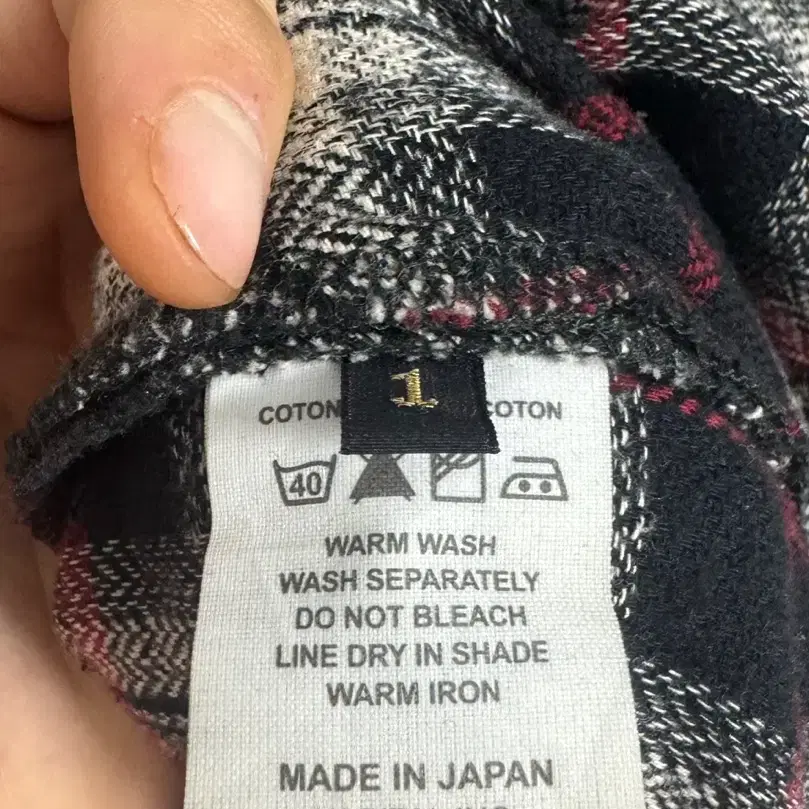 1
COTON COTON
40
WARM WASH
WASH SEPARATELY
DO NOT BLEACH
LINE DRY IN SHADE
WARM IRON
MADE IN JAPAN